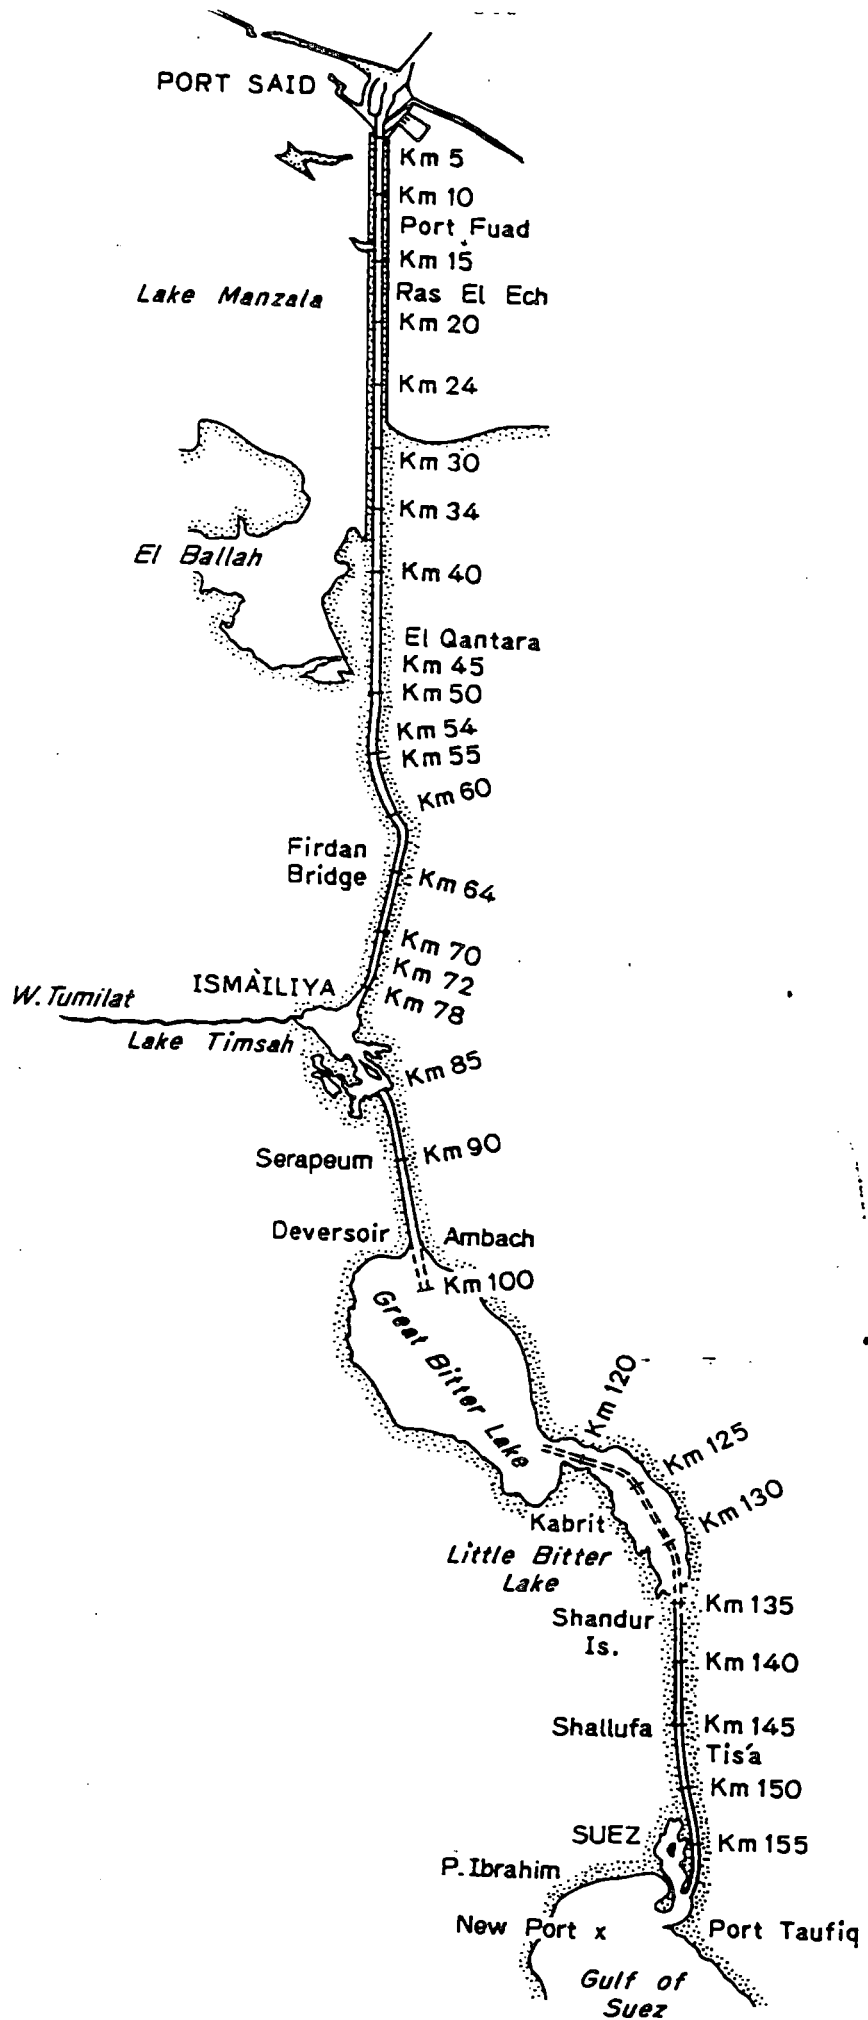 PORT SAID
Km 5
Km 10
Port Fuad
Km 15
Lake Manzala
Ras El Ech
Km 20
Km 24
Km 30
Km 34
El Ballah
Km 40
El Qantara
Km 45
Km 50
Km 54
Km 55
Km 60
Firdan
Bridge
Km 64
Km 70
ISMÀILIYA
Km 72
W. Tumilat
Km 78
Lake Timsah
Km 85
Serapeum
Km 90
Deversoir
Ambach
Km 100
Great Bitter Lake
Km 120
Km 125
Km 130
Kabrit
Little Bitter
Lake
Km 135
Shandur
Is.
Km 140
Shallufa
Km 145
Tisá
Km 150
SUEZ
Km 155
P. Ibrahim
New Port x
Port Taufiq
Gulf of
Suez